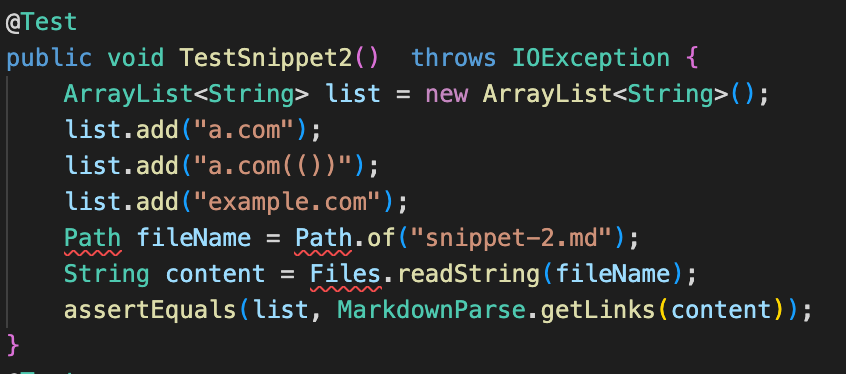 @Test
public void TestSnippet2()  throws IOException {
    ArrayList<String> list = new ArrayList<String>();
    list.add("a.com");
    list.add("a.com(())");
    list.add("example.com");
    Path fileName = Path.of("snippet-2.md");
    String content = Files.readString(fileName);
    assertEquals(list, MarkdownParse.getLinks(content));
}